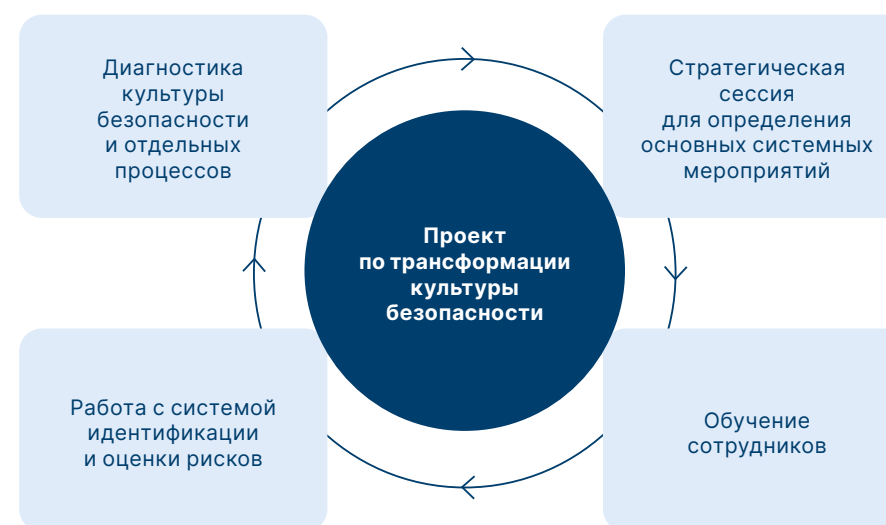 Диагностика
культуры
безопасности
и отдельных
процессов
Стратегическая
сессия
для определения
основных системных
мероприятий
Проект
по трансформации
культуры
безопасности
Работа с системой
идентификации
и оценки рисков
Обучение
сотрудников